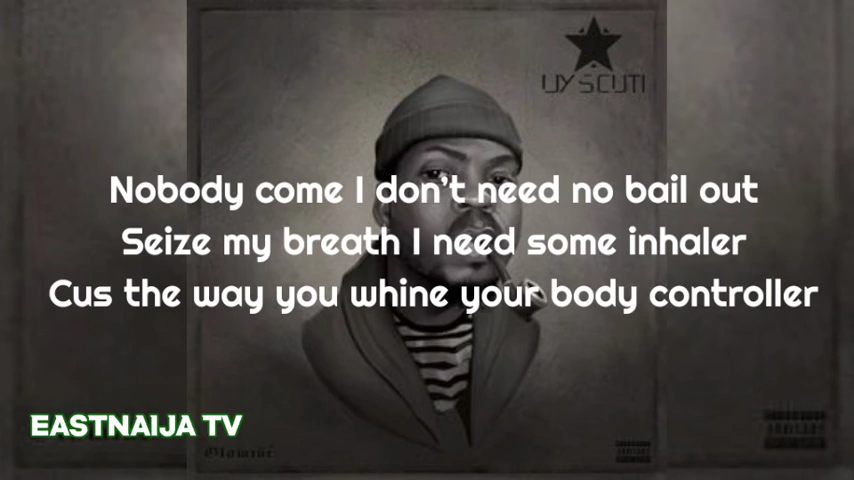 UY SCUTI
Nobody come I don't need no bail out
Seize my breath I need some inhaler
Cus the way you whine your body controller
EASTNAIJA TV
Olamidé